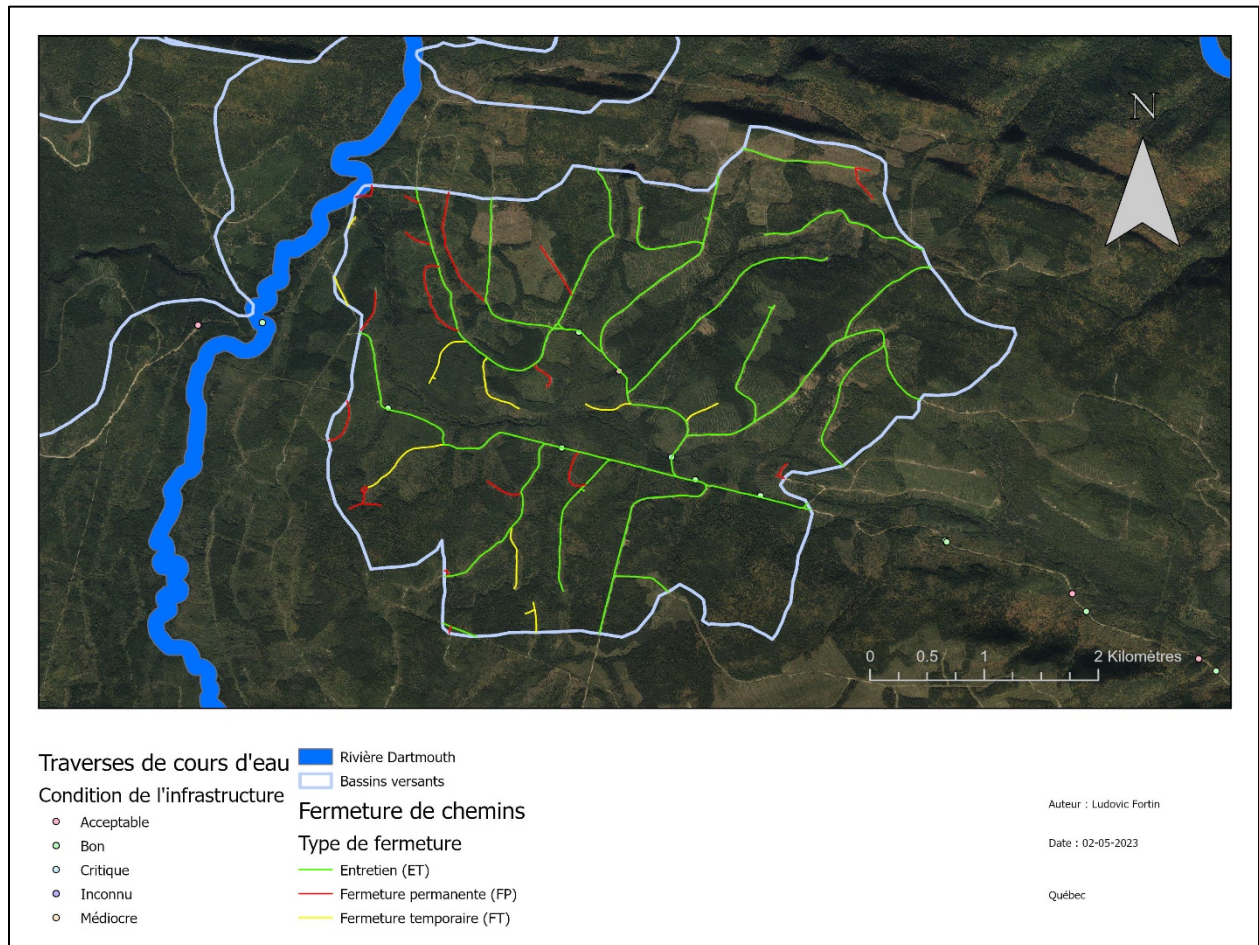 N
0 0.5 1 2 Kilomètres
Traverses de cours d'eau
Condition de l'infrastructure
Acceptable
Bon
Critique
Inconnu
Médiocre
Rivière Dartmouth
Bassins versants
Fermeture de chemins
Type de fermeture
Entretien (ET)
Fermeture permanente (FP)
Fermeture temporaire (FT)
Auteur : Ludovic Fortin
Date : 02-05-2023
Québec